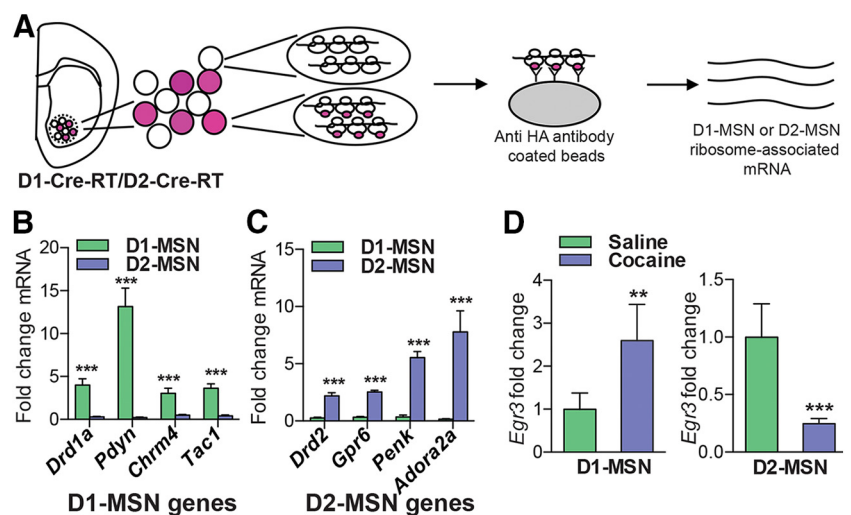 A
D1-Cre-RT/D2-Cre-RT
Anti HA antibody
coated beads
D1-MSN or D2-MSN
ribosome-associated
mRNA
B
D1-MSN
D2-MSN
Fold change mRNA
20
15
10
5
0
***
***
***
***
Drd1a
Pdyn
Chrm4
Tac1
D1-MSN genes
C
D1-MSN
D2-MSN
Fold change mRNA
15
10
5
0
***
***
***
***
Drd2
Gpr6
Penk
Adora2a
D2-MSN genes
D
Saline
Cocaine
Egr3 fold change
4
3
2
1
0
**
D1-MSN
Egr3 fold change
1.5
1.0
0.5
0.0
***
D2-MSN